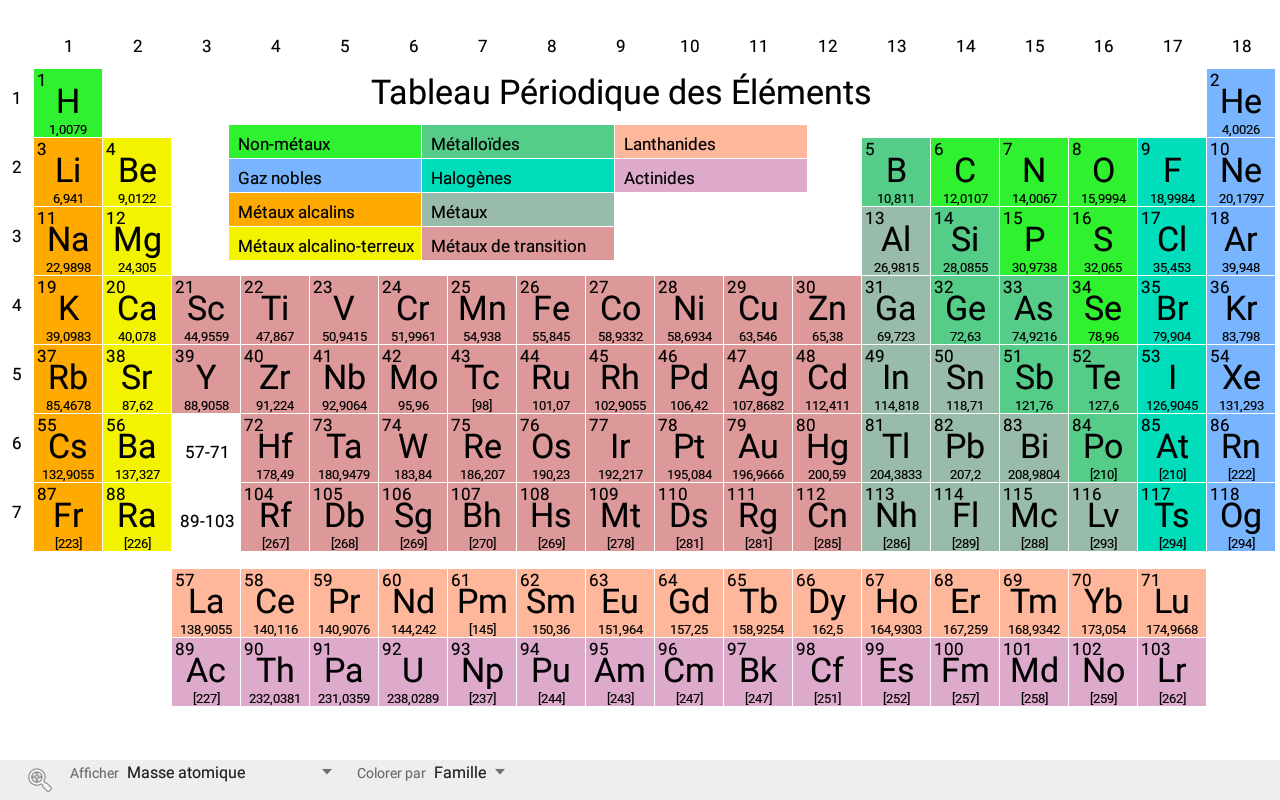 1 2 3 4 5 6 7 8 9 10 11 12 13 14 15 16 17 18
Tableau Périodique des Éléments
Non-métaux Métalloïdes Lanthanides
Gaz nobles Halogènes Actinides
Métaux alcalins Métaux
Métaux alcalino-terreux Métaux de transition
1 2
1 H He
1,0079 4,0026
3 4 5 6 7 8 9 10
2 Li Be B C N O F Ne
6,941 9,0122 10,811 12,0107 14,0067 15,9994 18,9984 20,1797
11 12 13 14 15 16 17 18
3 Na Mg Al Si P S Cl Ar
22,9898 24,305 26,9815 28,0855 30,9738 32,065 35,453 39,948
19 20 21 22 23 24 25 26 27 28 29 30 31 32 33 34 35 36
4 K Ca Sc Ti V Cr Mn Fe Co Ni Cu Zn Ga Ge As Se Br Kr
39,0983 40,078 44,9559 47,867 50,9415 51,9961 54,938 55,845 58,9332 58,6934 63,546 65,38 69,723 72,63 74,9216 78,96 79,904 83,798
37 38 39 40 41 42 43 44 45 46 47 48 49 50 51 52 53 54
5 Rb Sr Y Zr Nb Mo Tc Ru Rh Pd Ag Cd In Sn Sb Te I Xe
85,4678 87,62 88,9058 91,224 92,9064 95,96 [98] 101,07 102,9055 106,42 107,8682 112,411 114,818 118,71 121,76 127,6 126,9045 131,293
55 56 72 73 74 75 76 77 78 79 80 81 82 83 84 85 86
6 Cs Ba 57-71 Hf Ta W Re Os Ir Pt Au Hg Tl Pb Bi Po At Rn
132,9055 137,327 178,49 180,9479 183,84 186,207 190,23 192,217 195,084 196,9666 200,59 204,3833 207,2 208,9804 [210] [210] [222]
87 88 104 105 106 107 108 109 110 111 112 113 114 115 116 117 118
7 Fr Ra 89-103 Rf Db Sg Bh Hs Mt Ds Rg Cn Nh Fl Mc Lv Ts Og
[223] [226] [267] [268] [269] [270] [269] [278] [281] [281] [285] [286] [289] [288] [293] [294] [294]
57 58 59 60 61 62 63 64 65 66 67 68 69 70 71
La Ce Pr Nd Pm Sm Eu Gd Tb Dy Ho Er Tm Yb Lu
138,9055 140,116 140,9076 144,242 [145] 150,36 151,964 157,25 158,9254 162,5 164,9303 167,259 168,9342 173,054 174,9668
89 90 91 92 93 94 95 96 97 98 99 100 101 102 103
Ac Th Pa U Np Pu Am Cm Bk Cf Es Fm Md No Lr
[227] 232,0381 231,0359 238,0289 [237] [244] [243] [247] [247] [251] [252] [257] [258] [259] [262]
Afficher Masse atomique Colorer par Famille